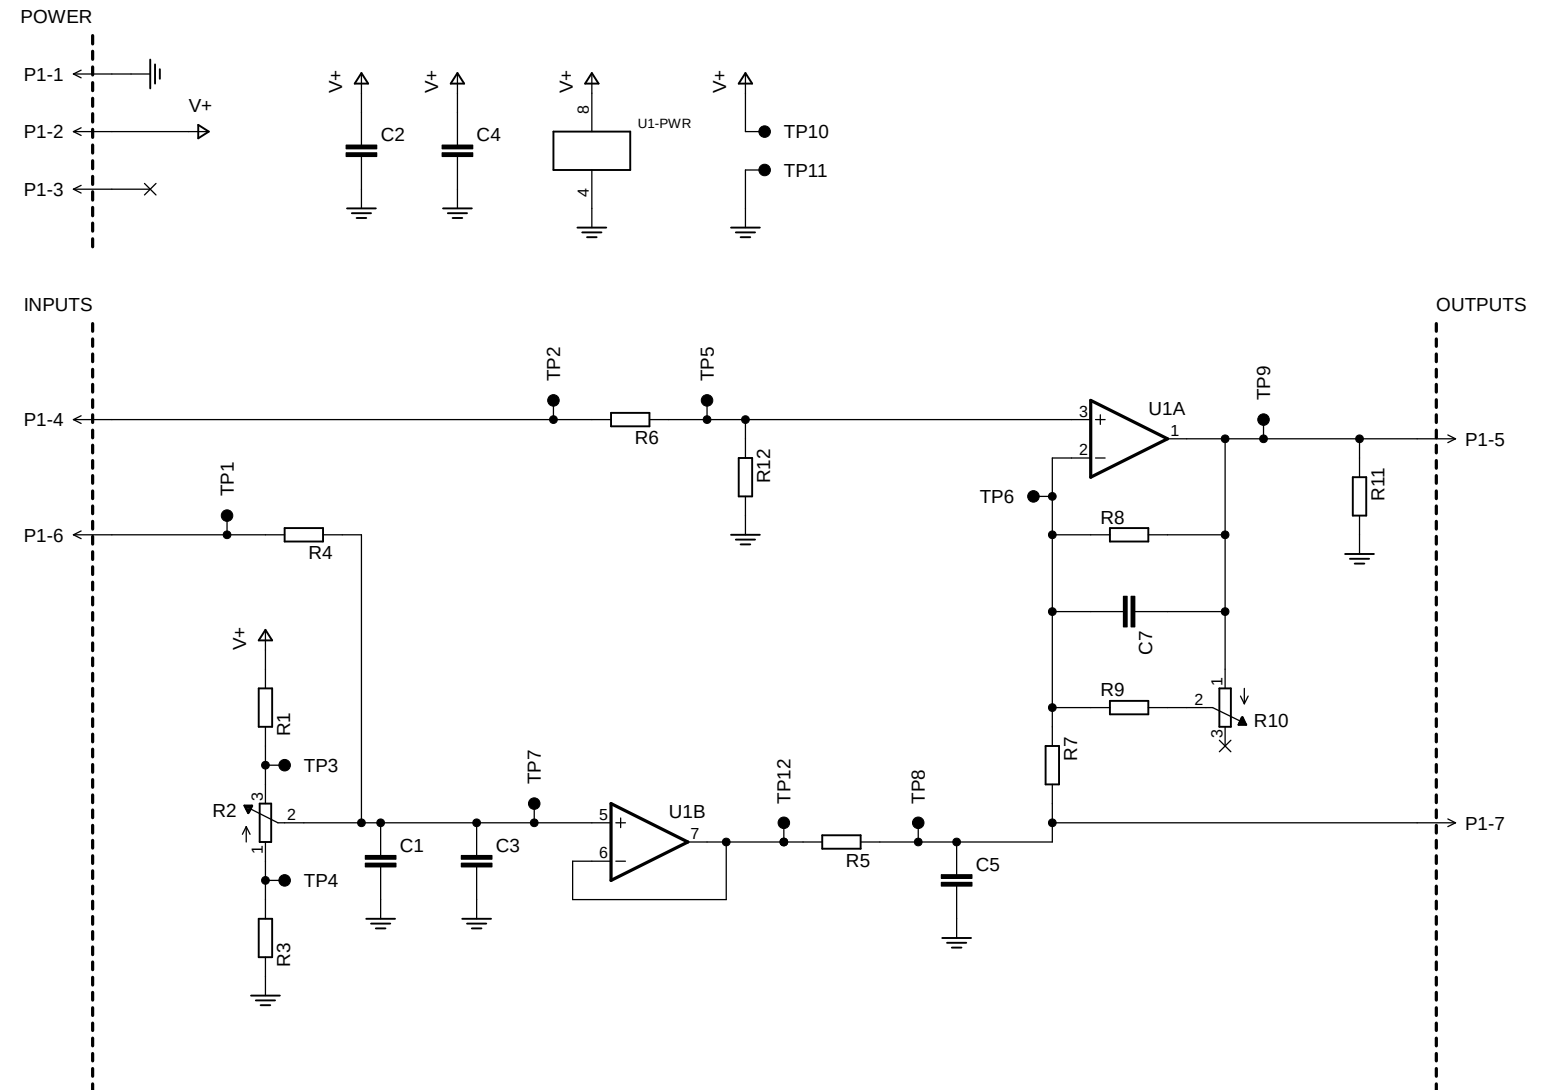 POWER
P1-1
P1-2
V+
P1-3
V+
C2
V+
C4
V+
8
U1-PWR
4
V+
TP10
TP11
INPUTS
OUTPUTS
P1-4
TP2
R6
TP5
R12
3
+
2
−
U1A
1
TP9
P1-5
R11
TP1
P1-6
R4
TP6
R8
C7
R9
2
1
3
R10
R7
V+
R1
TP3
R2
3
2
1
TP4
R3
C1
C3
TP7
5
+
6
−
U1B
7
TP12
R5
TP8
C5
P1-7